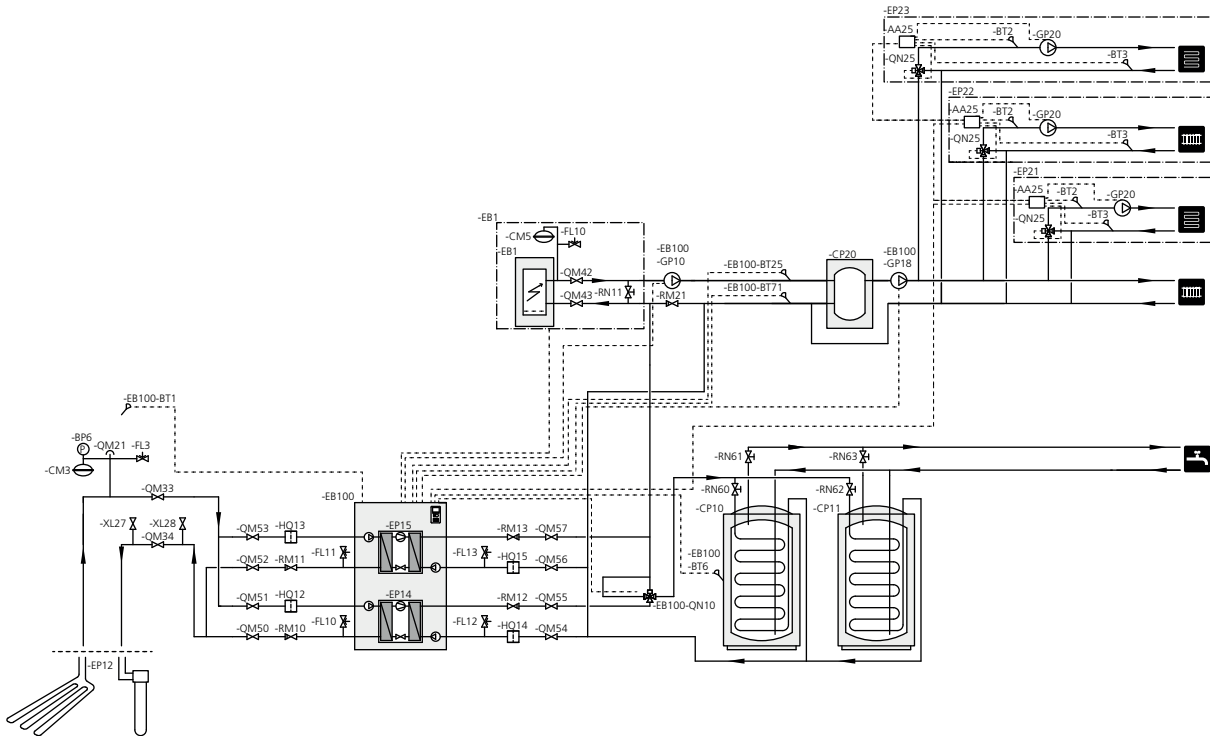 -EP23
-AA25
-BT2
-GP20
-BT3
-QN25
-EP22
-AA25
-BT2
-GP20
-BT3
-QN25
-EP21
-AA25
-BT2
-GP20
-BT3
-QN25
-EB1
-CM5
-FL10
-EB1
-QM42
-QM43
-RN11
-EB100
-GP10
-RM21
-EB100-BT25
-EB100-BT71
-CP20
-EB100
-GP18
-EB100-BT1
-BP6
P
-QM21
-FL3
-CM3
-QM33
-XL27
-XL28
-QM34
-EB100
-QM53
-HQ13
-EP15
-RM13
-QM57
-QM52
-RM11
-FL11
-FL13
-HQ15
-QM56
-QM51
-HQ12
-EP14
-RM12
-QM55
-QM50
-RM10
-FL10
-FL12
-HQ14
-QM54
-EB100-QN10
-RN61
-RN63
-RN60
-RN62
-CP10
-CP11
-EB100
-BT6
-EP12